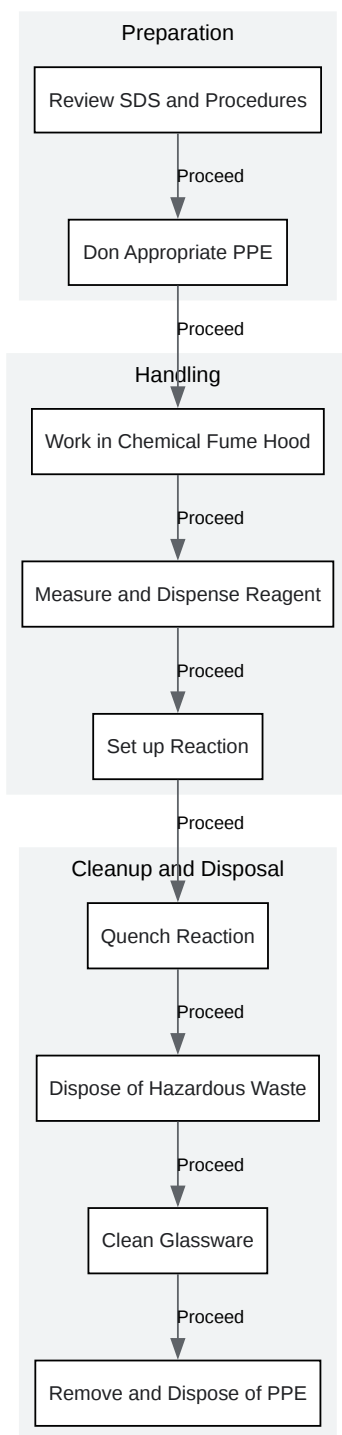 Preparation
Review SDS and Procedures
Proceed
Don Appropriate PPE
Proceed
Handling
Work in Chemical Fume Hood
Proceed
Measure and Dispense Reagent
Proceed
Set up Reaction
Proceed
Cleanup and Disposal
Quench Reaction
Proceed
Dispose of Hazardous Waste
Proceed
Clean Glassware
Proceed
Remove and Dispose of PPE